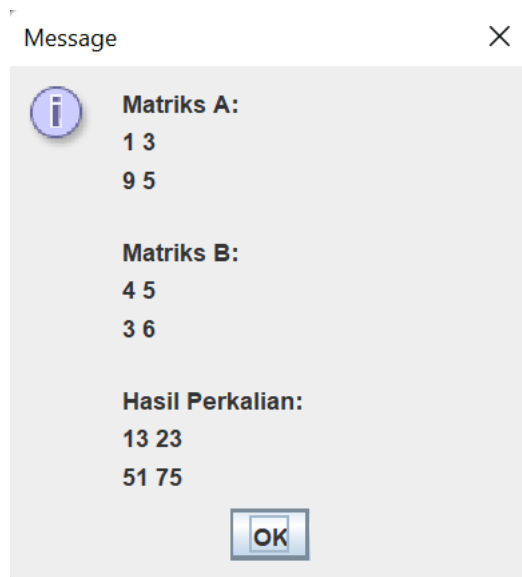 Message
Matriks A:
1 3
9 5
Matriks B:
4 5
3 6
Hasil Perkalian:
13 23
51 75
OK